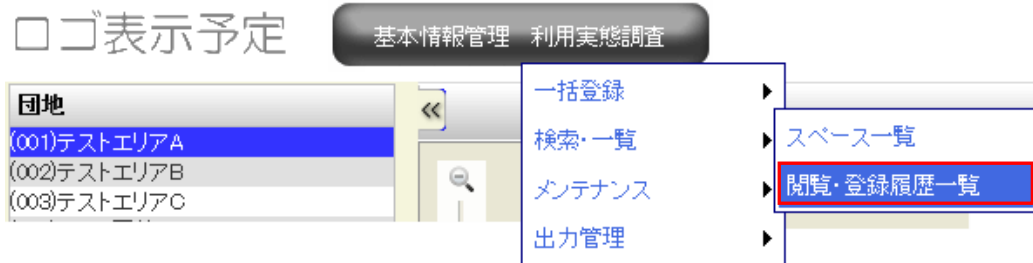 ロゴ表示予定
基本情報管理 利用実態調査
団地
(001)テストエリアA
(002)テストエリアB
(003)テストエリアC
一括登録
検索・一覧
メンテナンス
出力管理
スペース一覧
閲覧・登録履歴一覧